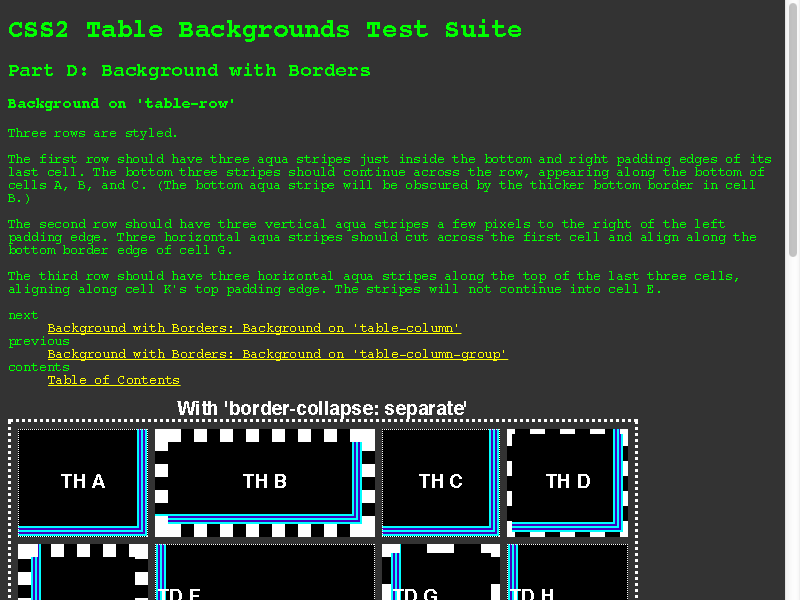 CSS2 Table Backgrounds Test Suite
Part D: Background with Borders
Background on 'table-row'
Three rows are styled.
The first row should have three aqua stripes just inside the bottom and right padding edges of its
last cell. The bottom three stripes should continue across the row, appearing along the bottom of
cells A, B, and C. (The bottom aqua stripe will be obscured by the thicker bottom border in cell
B.)
The second row should have three vertical aqua stripes a few pixels to the right of the left
padding edge. Three horizontal aqua stripes should cut across the first cell and align along the
bottom border edge of cell G.
The third row should have three horizontal aqua stripes along the top of the last three cells,
aligning along cell K's top padding edge. The stripes will not continue into cell E.
next
Background with Borders: Background on 'table-column'
previous
Background with Borders: Background on 'table-column-group'
contents
Table of Contents
With 'border-collapse: separate'
TH A TH B TH C TH D
TD F TD G TD H